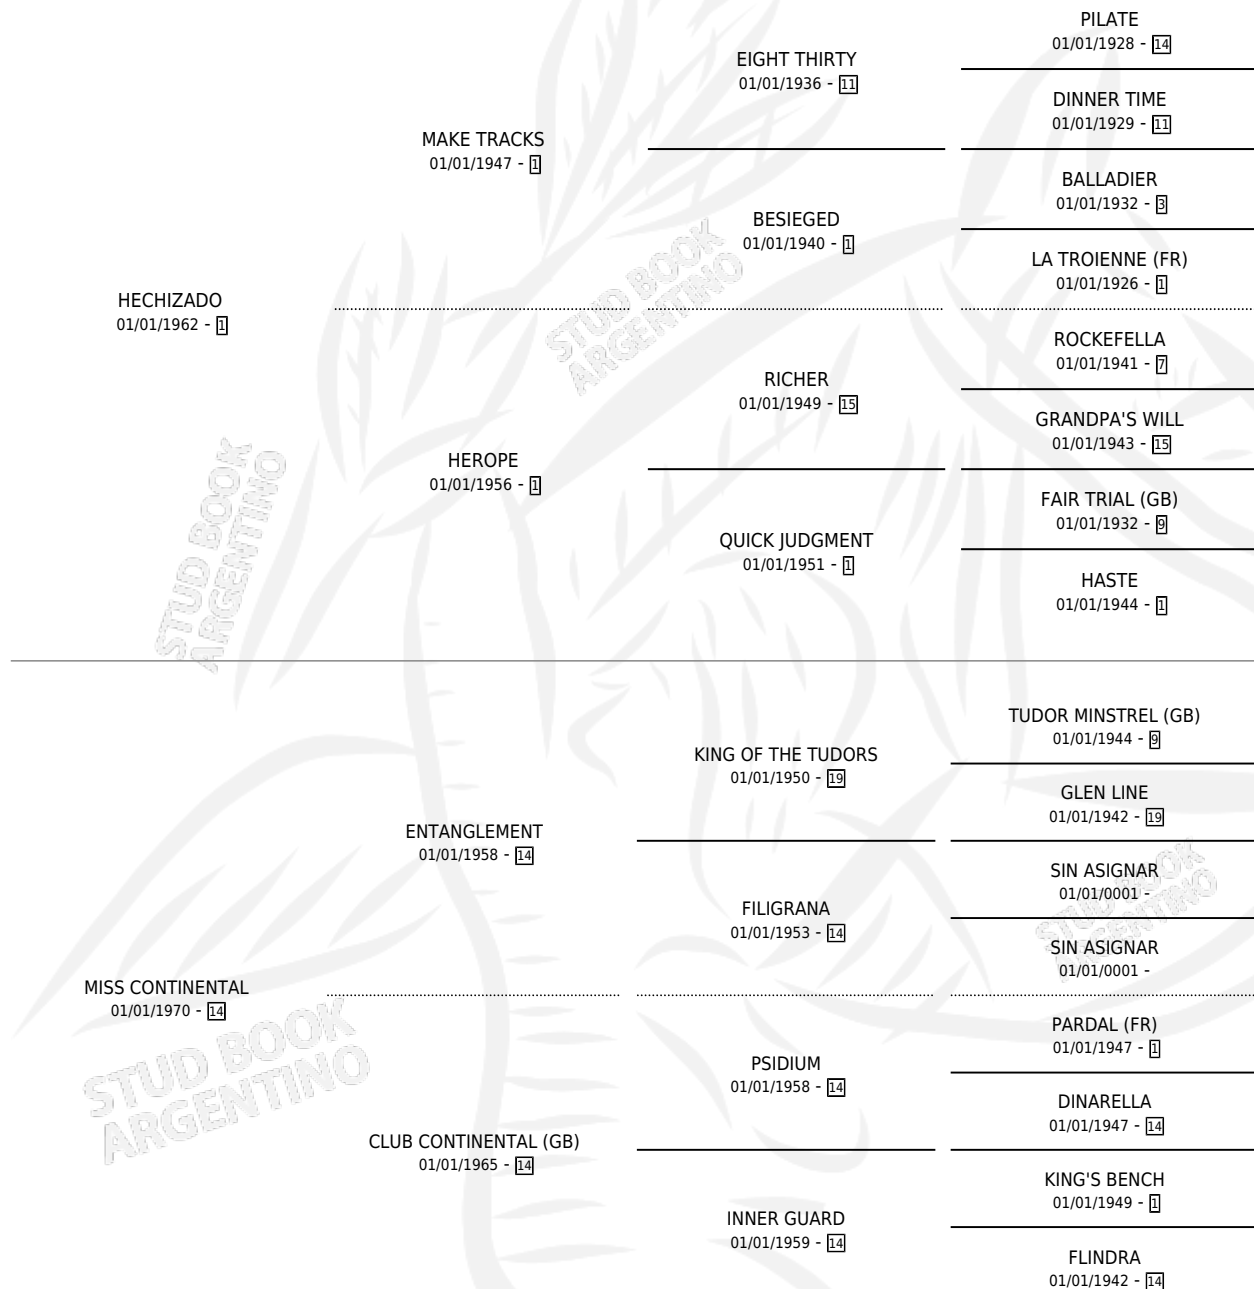 PILATE
01/01/1928 - 14
EIGHT THIRTY
01/01/1936 - 11
DINNER TIME
01/01/1929 - 11
MAKE TRACKS
01/01/1947 - 1
BALLADIER
01/01/1932 - 3
BESIEGED
01/01/1940 - 1
LA TROIENNE (FR)
01/01/1926 - 1
HECHIZADO
01/01/1962 - 1
ROCKEFELLA
01/01/1941 - 7
RICHER
01/01/1949 - 15
GRANDPA'S WILL
01/01/1943 - 15
HEROPE
01/01/1956 - 1
FAIR TRIAL (GB)
01/01/1932 - 9
QUICK JUDGMENT
01/01/1951 - 1
HASTE
01/01/1944 - 1
STUD BOOK
ARGENTINO
STUD BOOK
ARGENTINO
TUDOR MINSTREL (GB)
01/01/1944 - 9
KING OF THE TUDORS
01/01/1950 - 19
GLEN LINE
01/01/1942 - 19
ENTANGLEMENT
01/01/1958 - 14
SIN ASIGNAR
01/01/0001 -
FILIGRANA
01/01/1953 - 14
SIN ASIGNAR
01/01/0001 -
MISS CONTINENTAL
01/01/1970 - 14
PARDAL (FR)
01/01/1947 - 1
PSIDIUM
01/01/1958 - 14
DINARELLA
01/01/1947 - 14
CLUB CONTINENTAL (GB)
01/01/1965 - 14
KING'S BENCH
01/01/1949 - 1
INNER GUARD
01/01/1959 - 14
FLINDRA
01/01/1942 - 14
STUD BOOK
ARGENTINO
STUD BOOK
ARGENTINO